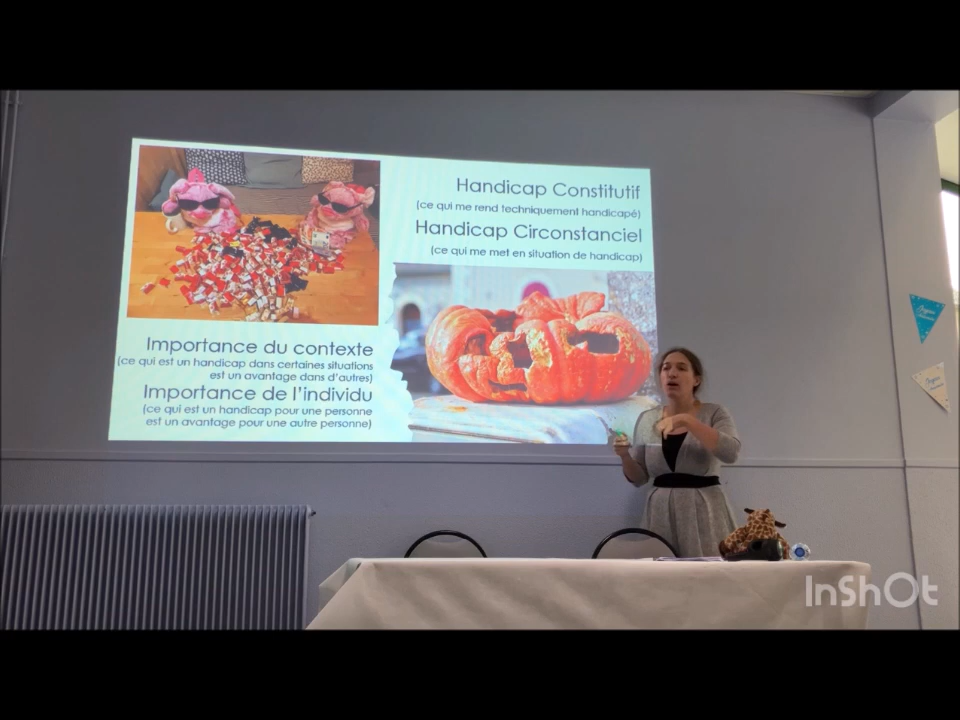 Handicap Constitutif
(ce qui me rend techniquement handicapé)
Handicap Circonstanciel
(ce qui me met en situation de handicap)
Importance du contexte
(ce qui est un handicap dans certaines situations
est un avantage dans d'autres)
Importance de l'individu
(ce qui est un handicap pour une personne
est un avantage pour une autre personne)
InShOt